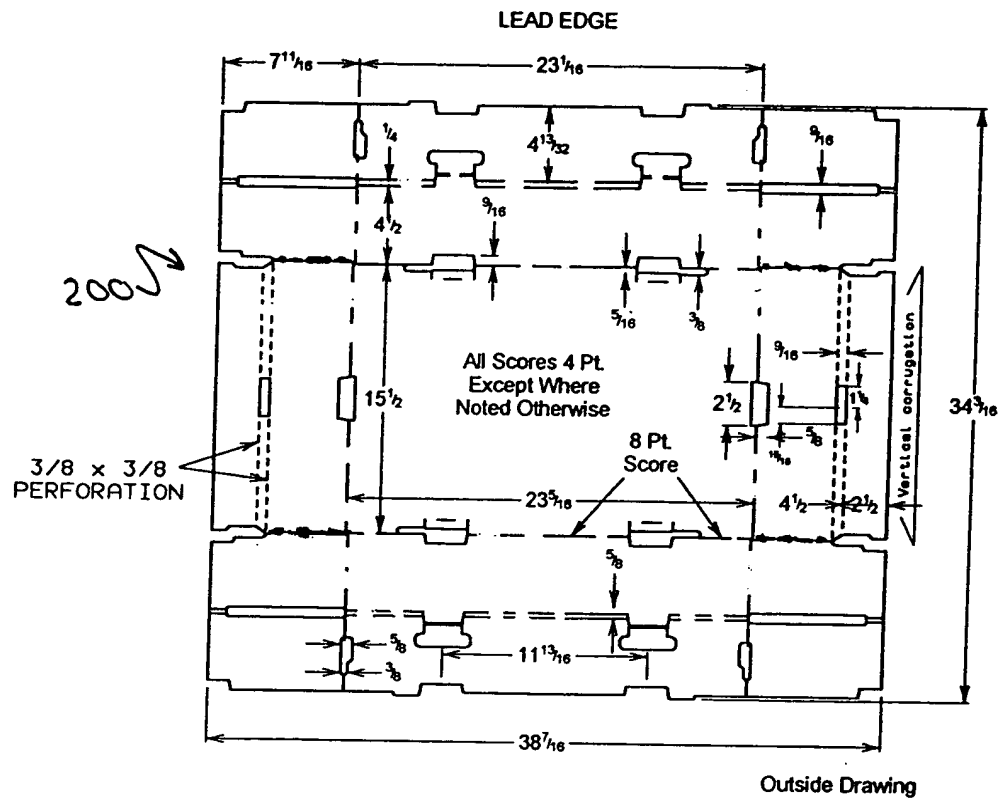 LEAD EDGE
7 11/16
23 1/16
1/4
4 13/32
9/16
4 1/2
9/16
200
5/16
3/8
All Scores 4 Pt.
Except Where
Noted Otherwise
9/16
15 1/2
2 1/2
5/8
15/16
Vertical corrugation
34 3/16
3/8 x 3/8
PERFORATION
8 Pt.
Score
23 5/16
4 1/2
2 1/2
5/8
5/8
3/8
11 13/16
38 7/16
Outside Drawing